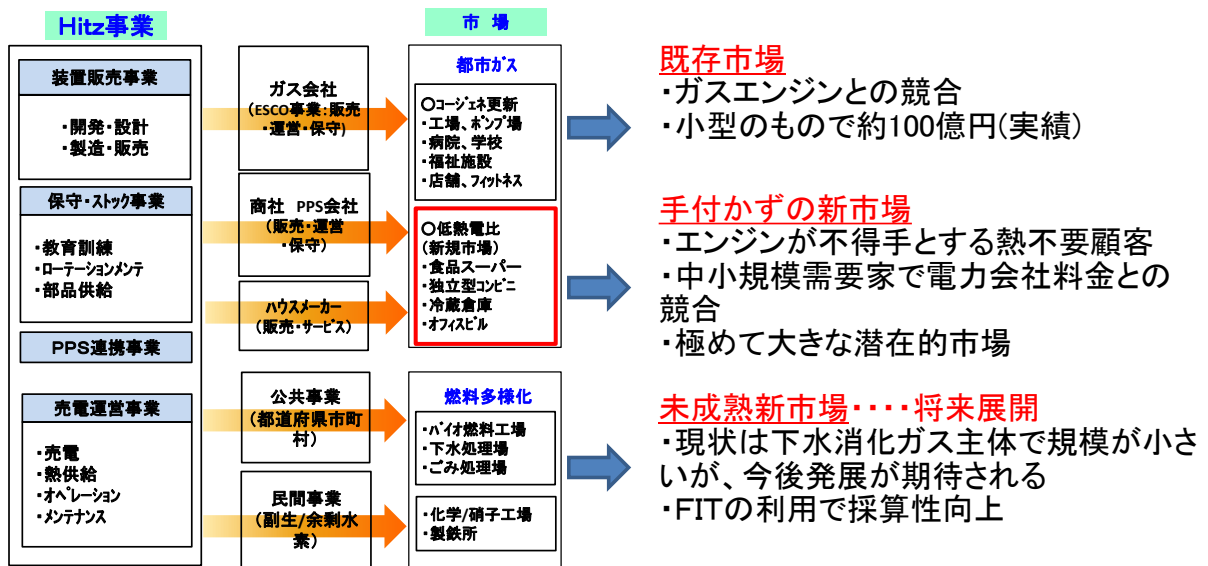 Hitz事業
装置販売事業
・開発・設計
・製造・販売
保守・ストック事業
・教育訓練
・ローテーションメンテ
・部品供給
PPS連携事業
売電運営事業
・売電
・熱供給
・オペレーション
・メンテナンス
ガス会社
(ESCO事業：販売
・運営・保守)
商社 PPS会社
(販売・運営
・保守)
ハウスメーカー
(販売・サービス)
公共事業
(都道府県市町
村)
民間事業
(副生/余剰水
素)
市 場
都市ガス
○コージェネ更新
・工場、ポンプ場
・病院、学校
・福祉施設
・店舗、フィットネス
○低熱電比
(新規市場)
・食品スーパー
・独立型コンビニ
・冷蔵倉庫
・オフィスビル
燃料多様化
・バイオ燃料工場
・下水処理場
・ごみ処理場
・化学/硝子工場
・製鉄所
既存市場
・ガスエンジンとの競合
・小型のもので約100億円(実績)
手付かずの新市場
・エンジンが不得手とする熱不要顧客
・中小規模需要家で電力会社料金との
競合
・極めて大きな潜在的市場
未成熟新市場････将来展開
・現状は下水消化ガス主体で規模が小さ
いが、今後発展が期待される
・FITの利用で採算性向上